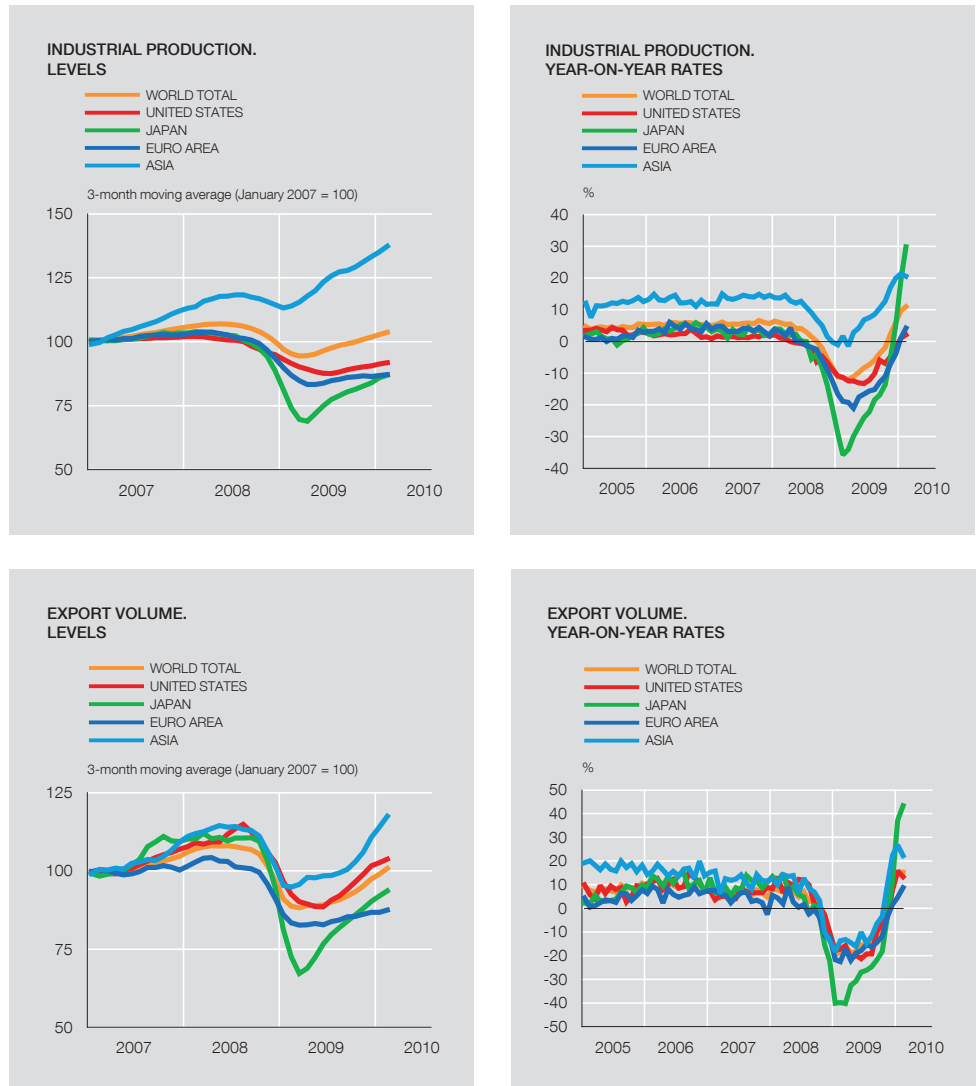 INDUSTRIAL PRODUCTION.
LEVELS
WORLD TOTAL
UNITED STATES
JAPAN
EURO AREA
ASIA
3-month moving average (January 2007 = 100)
150
125
100
75
50
2007
2008
2009
2010
INDUSTRIAL PRODUCTION.
YEAR-ON-YEAR RATES
WORLD TOTAL
UNITED STATES
JAPAN
EURO AREA
ASIA
%
40
30
20
10
0
-10
-20
-30
-40
2005
2006
2007
2008
2009
2010
EXPORT VOLUME.
LEVELS
WORLD TOTAL
UNITED STATES
JAPAN
EURO AREA
ASIA
3-month moving average (January 2007 = 100)
125
100
75
50
2007
2008
2009
2010
EXPORT VOLUME.
YEAR-ON-YEAR RATES
WORLD TOTAL
UNITED STATES
JAPAN
EURO AREA
ASIA
%
50
40
30
20
10
0
-10
-20
-30
-40
-50
2005
2006
2007
2008
2009
2010